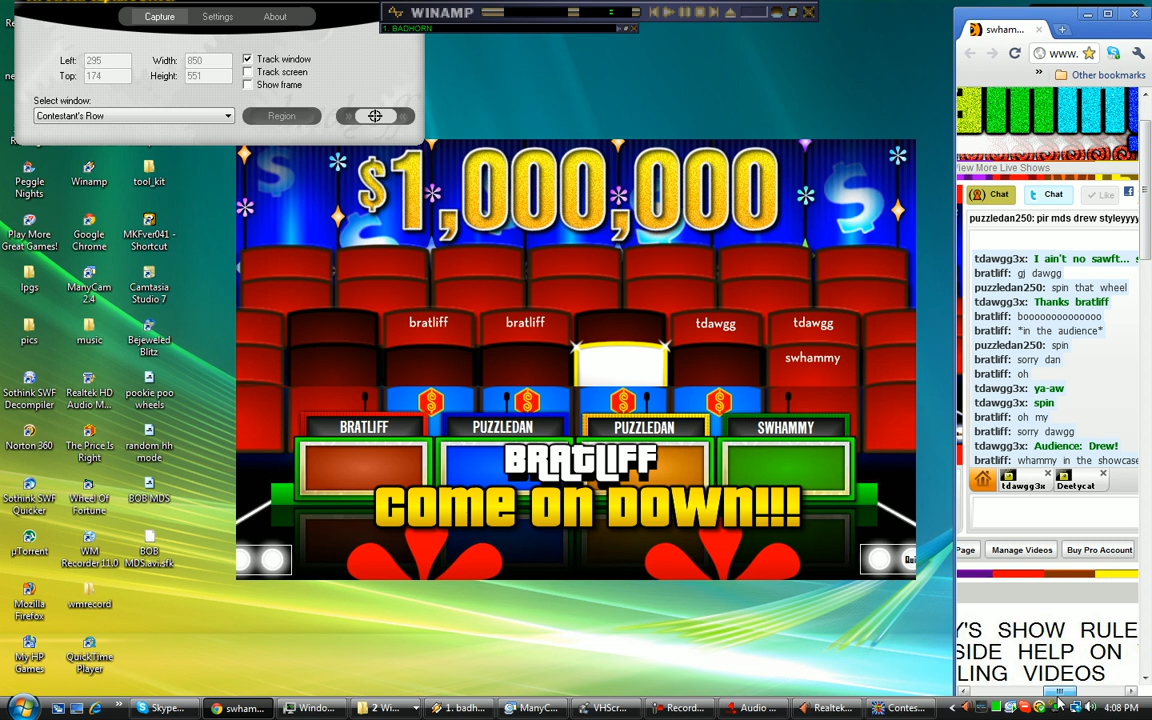 Capture
Settings
About
Left: 295 Width: 850
Top: 174 Height: 551
Track window
Track screen
Show frame
Select window:
Contestant's Row
Region
WINAMP
1. BADHORN
Peggle Nights
Winamp
tool_kit
Play More Great Games!
Google Chrome
MKFver041 - Shortcut
lpgs
ManyCam 2.4
Camtasia Studio 7
pics
music
Bejeweled Blitz
Sothink SWF Decompiler
Realtek HD Audio M...
pookie poo wheels
Norton 360
The Price Is Right
random hh mode
Sothink SWF Quicker
Wheel Of Fortune
BOB MDS
µTorrent
WM Recorder11.0
BOB MDS.avi.sfk
Mozilla Firefox
wmrecord
My HP Games
QuickTime Player
$1,000,000
bratliff bratliff tdawgg tdawgg
swhammy
BRATLIFF PUZZLEDAN PUZZLEDAN SWHAMMY
BRATLIFF
COME ON DOWN!!!
Qui
swham...
www.
Other bookmarks
View More Live Shows
Chat
Chat
Like
puzzledan250: pir mds drew styleyyyy
tdawgg3x: I ain't no sawft... s
bratliff: gj dawgg
puzzledan250: spin that wheel
tdawgg3x: Thanks bratliff
bratliff: booooooooooooo
bratliff: *in the audience*
puzzledan250: spin
bratliff: sorry dan
bratliff: oh
tdawgg3x: ya-aw
tdawgg3x: spin
bratliff: oh my
bratliff: sorry dawgg
tdawgg3x: Audience: Drew!
bratliff: whammy in the showcase
tdawgg3x
Deetycat
Page
Manage Videos
Buy Pro Account
Y'S SHOW RULE
SIDE HELP ON
LING VIDEOS
Skype...
swham...
Windo...
2 Wi...
1. badh...
ManyC...
VHScr...
Record...
Audio ...
Realtek...
Contes...
4:08 PM